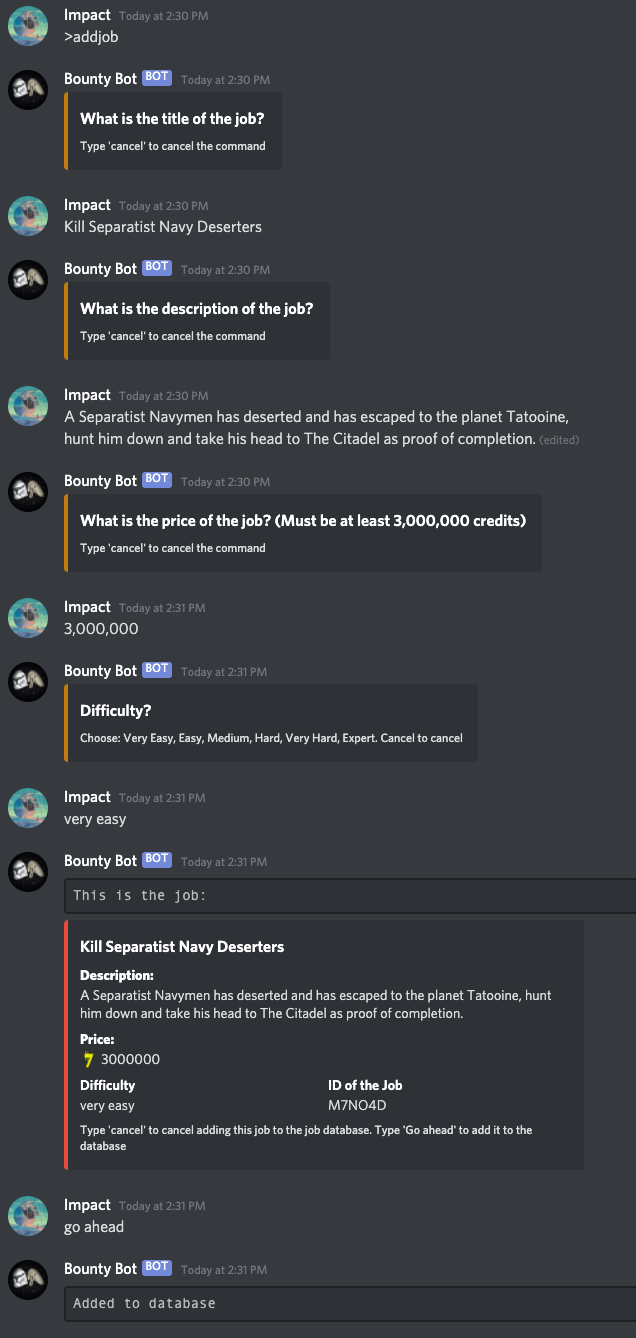 Impact Today at 2:30 PM
>addjob
Bounty Bot BOT Today at 2:30 PM
What is the title of the job?
Type 'cancel' to cancel the command
Impact Today at 2:30 PM
Kill Separatist Navy Deserters
Bounty Bot BOT Today at 2:30 PM
What is the description of the job?
Type 'cancel' to cancel the command
Impact Today at 2:30 PM
A Separatist Navymen has deserted and has escaped to the planet Tatooine,
hunt him down and take his head to The Citadel as proof of completion. (edited)
Bounty Bot BOT Today at 2:30 PM
What is the price of the job? (Must be at least 3,000,000 credits)
Type 'cancel' to cancel the command
Impact Today at 2:31 PM
3,000,000
Bounty Bot BOT Today at 2:31 PM
Difficulty?
Choose: Very Easy, Easy, Medium, Hard, Very Hard, Expert. Cancel to cancel
Impact Today at 2:31 PM
very easy
Bounty Bot BOT Today at 2:31 PM
This is the job:
Kill Separatist Navy Deserters
Description:
A Separatist Navymen has deserted and has escaped to the planet Tatooine, hunt
him down and take his head to The Citadel as proof of completion.
Price:
3000000
Difficulty ID of the Job
very easy M7NO4D
Type 'cancel' to cancel adding this job to the job database. Type 'Go ahead' to add it to the
database
Impact Today at 2:31 PM
go ahead
Bounty Bot BOT Today at 2:31 PM
Added to database